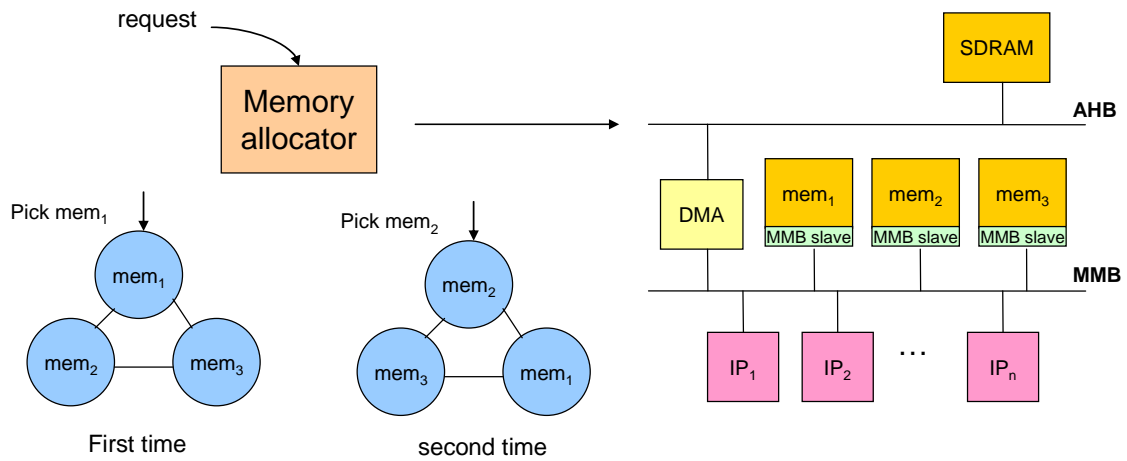 request
Memory
allocator
SDRAM
AHB
DMA
mem₁
MMB slave
mem₂
MMB slave
mem₃
MMB slave
MMB
IP₁
IP₂
...
IPₙ
Pick mem₁
mem₁
mem₂
mem₃
First time
Pick mem₂
mem₂
mem₃
mem₁
second time